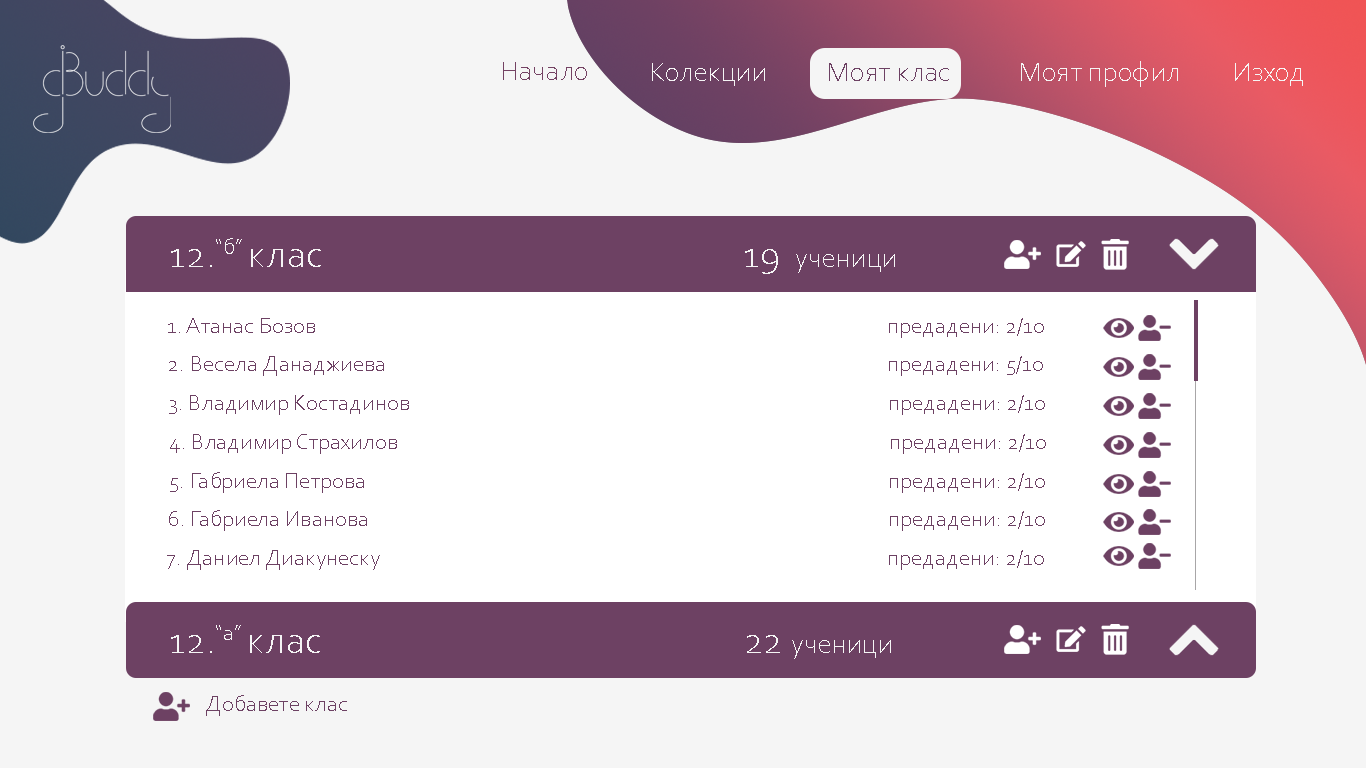 jBuddy
Начало Колекции Моят клас Моят профил Изход
12. “б” клас 19 ученици
1. Атанас Бозов предадени: 2/10
2. Весела Данаджиева предадени: 5/10
3. Владимир Костадинов предадени: 2/10
4. Владимир Страхилов предадени: 2/10
5. Габриела Петрова предадени: 2/10
6. Габриела Иванова предадени: 2/10
7. Даниел Диакунеску предадени: 2/10
12. “а” клас 22 ученици
Добавете клас